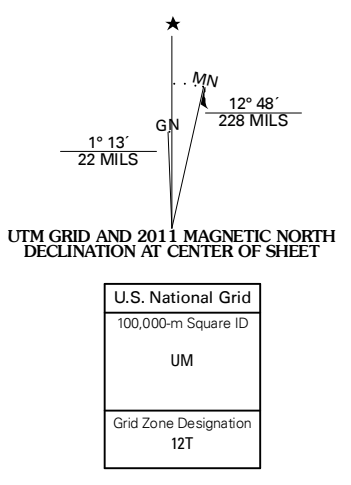 MN
12° 48´
228 MILS
GN
1° 13´
22 MILS
UTM GRID AND 2011 MAGNETIC NORTH
DECLINATION AT CENTER OF SHEET
U.S. National Grid
100,000-m Square ID
UM
Grid Zone Designation
12T